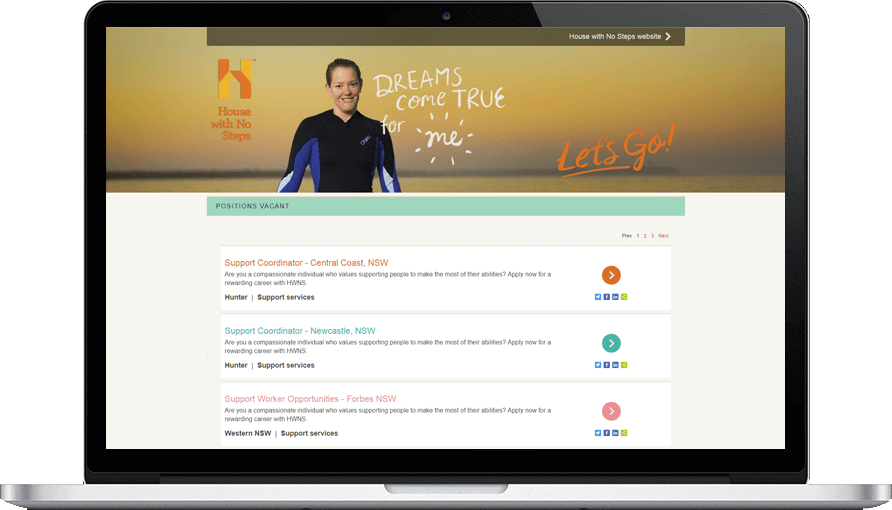 House with No Steps website
House
with No
Steps
DREAMS
come TRUE
for me
Let's Go!
POSITIONS VACANT
Prev 1 2 3 Next
Support Coordinator - Central Coast, NSW
Are you a compassionate individual who values supporting people to make the most of their abilities? Apply now for a
rewarding career with HWNS.
Hunter | Support services
Support Coordinator - Newcastle, NSW
Are you a compassionate individual who values supporting people to make the most of their abilities? Apply now for a
rewarding career with HWNS.
Hunter | Support services
Support Worker Opportunities - Forbes NSW
Are you a compassionate individual who values supporting people to make the most of their abilities? Apply now for a
rewarding career with HWNS.
Western NSW | Support services